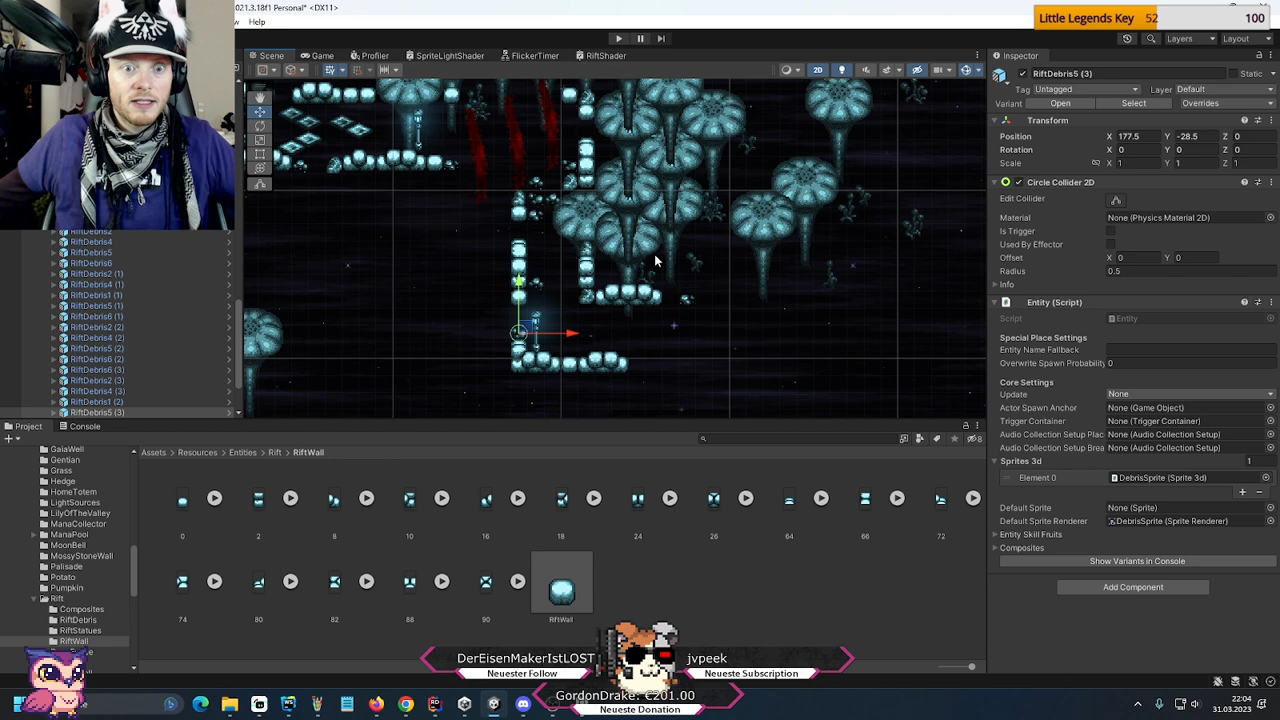 2021.3.18f1 Personal* <DX11>
Help
Little Legends Key 52 100
Layers
Layout
Scene
Game
Profiler
SpriteLightShader
FlickerTimer
RiftShader
2D
Inspector
RiftDebris5 (3)
Static
Tag Untagged
Layer Default
Variant Open Select Overrides
Transform
Position X 177.5 Y -28.5 Z 0
Rotation X 0 Y 0 Z 0
Scale X 1 Y 1 Z 1
Circle Collider 2D
Edit Collider
Material None (Physics Material 2D)
Is Trigger
Used By Effector
Offset X 0 Y 0
Radius 0.5
Info
Entity (Script)
Script Entity
Special Place Settings
Entity Name Fallback
Overwrite Spawn Probability 0
Core Settings
Update None
Actor Spawn Anchor None (Game Object)
Trigger Container None (Trigger Container)
Audio Collection Setup Plac None (Audio Collection Setup)
Audio Collection Setup Brea None (Audio Collection Setup)
Sprites 3d 1
Element 0 DebrisSprite (Sprite 3d)
Default Sprite None (Sprite)
Default Sprite Renderer DebrisSprite (Sprite Renderer)
Entity Skill Fruits
Composites
Show Variants in Console
Add Component
RiftDebris2
RiftDebris4
RiftDebris5
RiftDebris6
RiftDebris2 (1)
RiftDebris4 (1)
RiftDebris1 (1)
RiftDebris5 (1)
RiftDebris6 (1)
RiftDebris2 (2)
RiftDebris4 (2)
RiftDebris5 (2)
RiftDebris6 (2)
RiftDebris6 (3)
RiftDebris2 (3)
RiftDebris4 (3)
RiftDebris1 (2)
RiftDebris5 (3)
Project
Console
8
GaiaWell
Gentian
Grass
Hedge
HomeTotem
LightSources
LilyOfTheValley
ManaCollector
ManaPool
MoonBell
MossyStoneWall
Palisade
Potato
Pumpkin
Rift
Composites
RiftDebris
RiftStatues
RiftWall
Assets > Resources > Entities > Rift > RiftWall
0 2 8 10 16 18 24 26 64 66 72
74 80 82 88 90 RiftWall
DerEisenMakerIstLOST
Neuester Follow
jvpeek
Neueste Subscription
GordonDrake: €201.00
Neueste Donation
22:04
31.03.2023